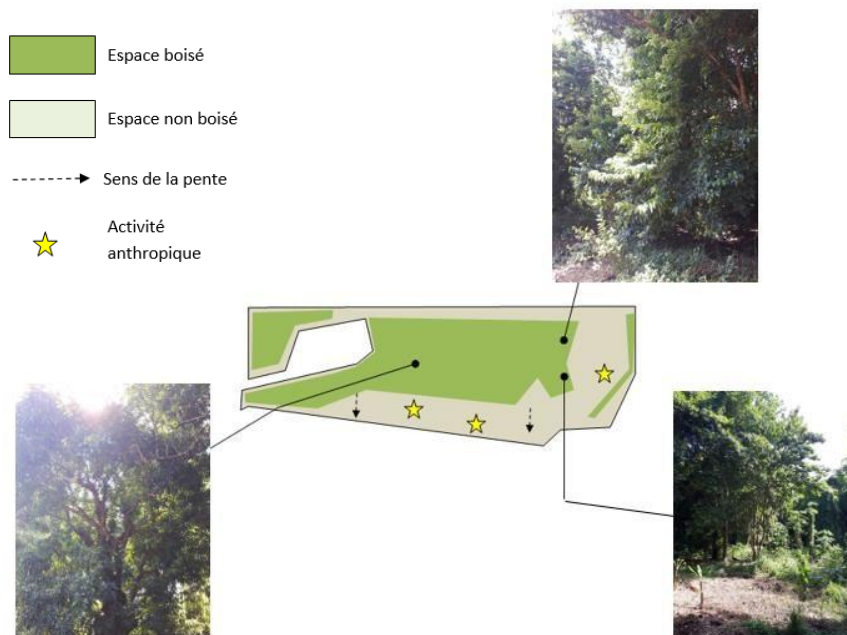 Espace boisé
Espace non boisé
Sens de la pente
Activité
anthropique